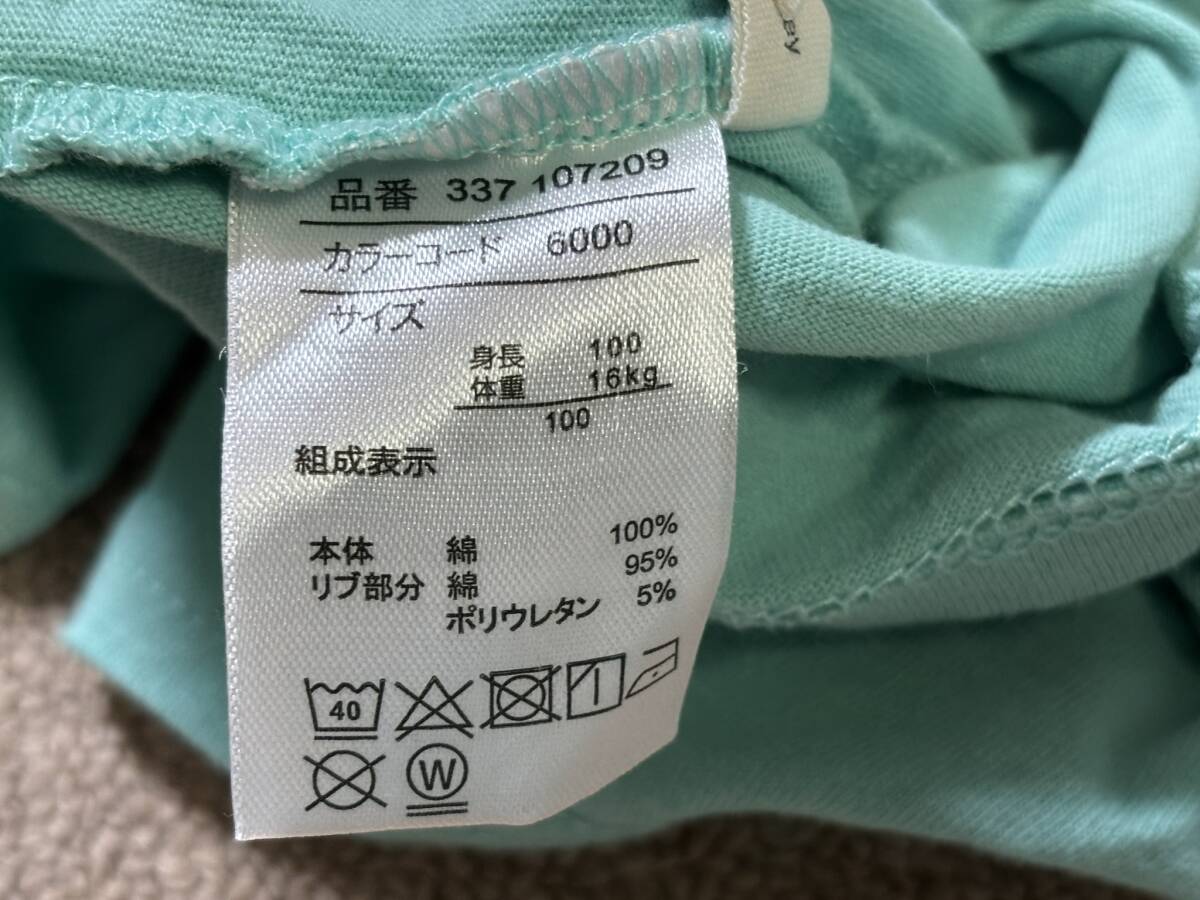 ey
品番 337 107209
カラーコード 6000
サイズ
身長 100
体重 16kg
100
組成表示
本体 綿 100%
リブ部分 綿 95%
ポリウレタン 5%
40
W